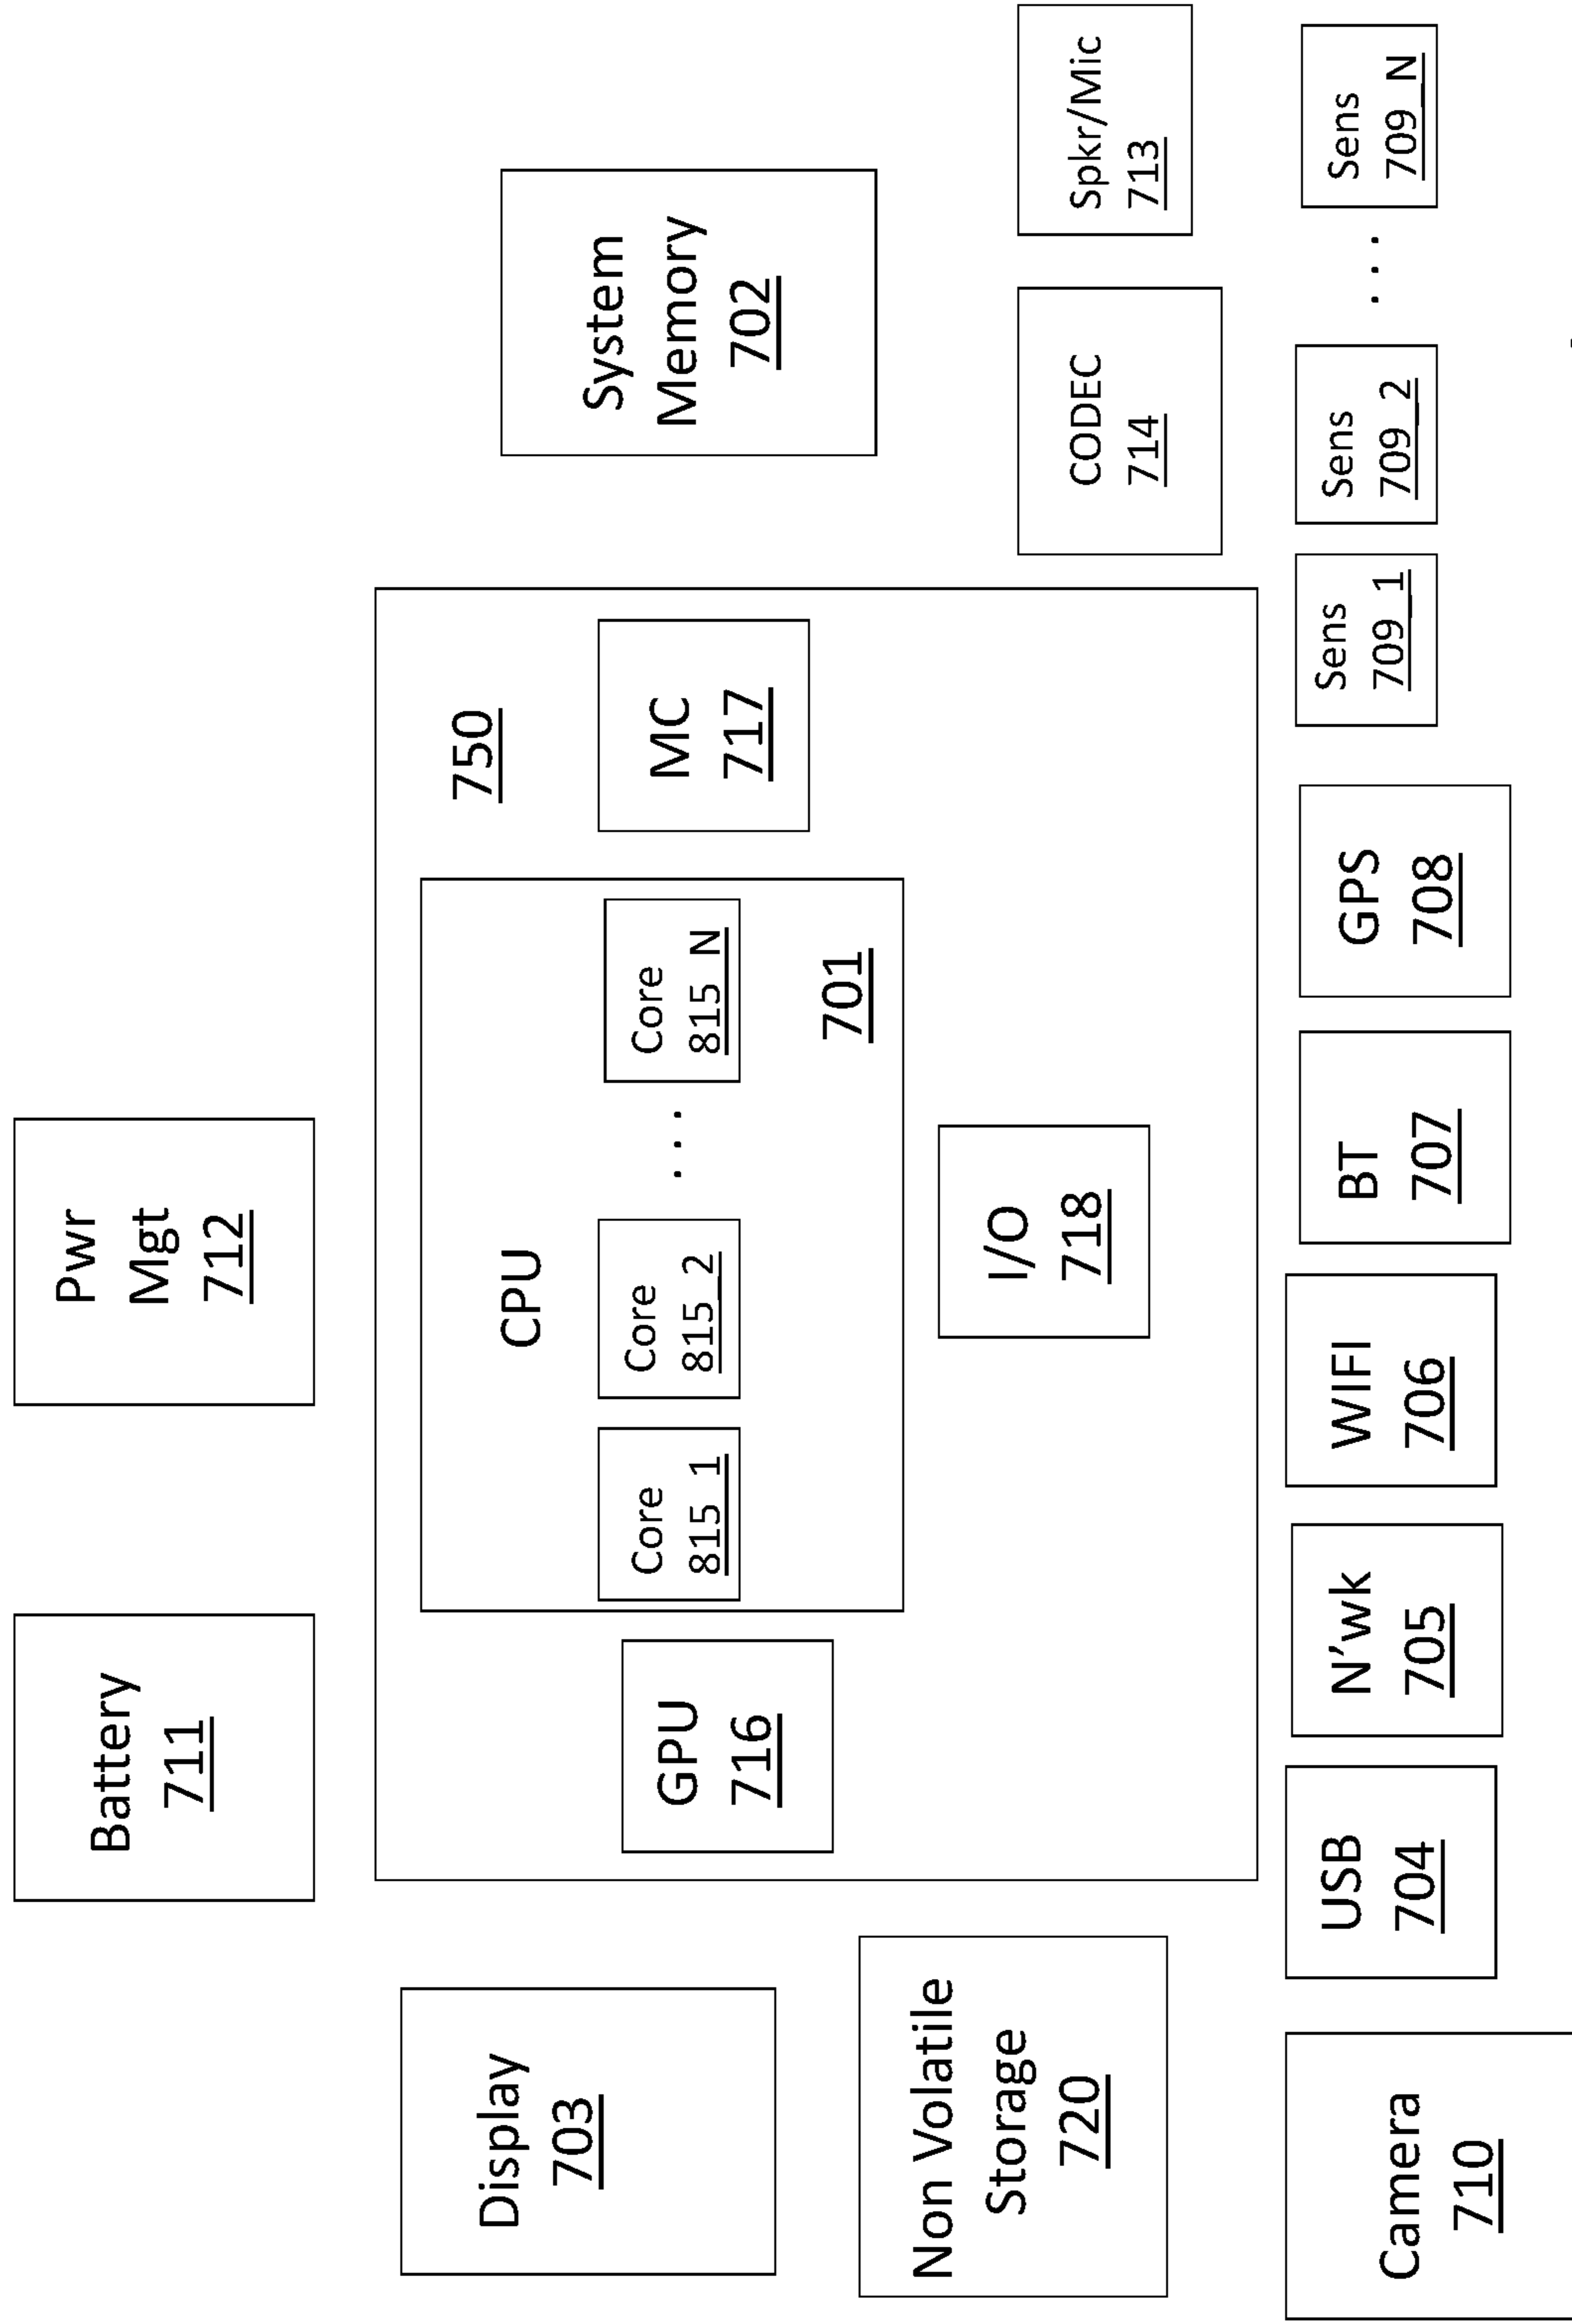 Battery
711
Pwr
Mgt
712
Display
703
750
CPU
GPU
716
Core
815_1
Core
815_2
. . .
Core
815_N
701
MC
717
System
Memory
702
Non Volatile
Storage
720
I/O
718
CODEC
714
Spkr/Mic
713
Camera
710
USB
704
N'wk
705
WIFI
706
BT
707
GPS
708
Sens
709_1
Sens
709_2
. . .
Sens
709_N